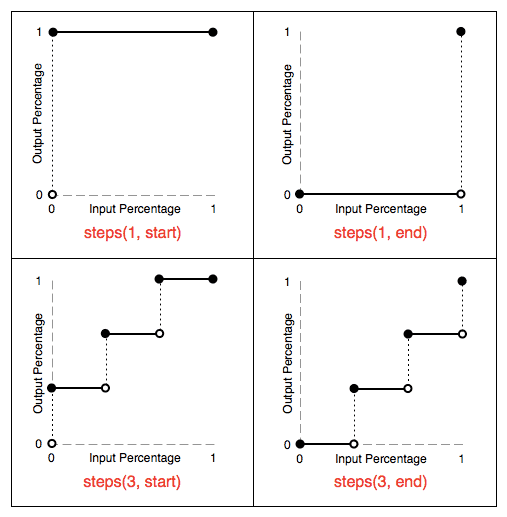 1
Output Percentage
0
0 Input Percentage 1
steps(1, start)
1
Output Percentage
0
0 Input Percentage 1
steps(1, end)
1
Output Percentage
0
0 Input Percentage 1
steps(3, start)
1
Output Percentage
0
0 Input Percentage 1
steps(3, end)